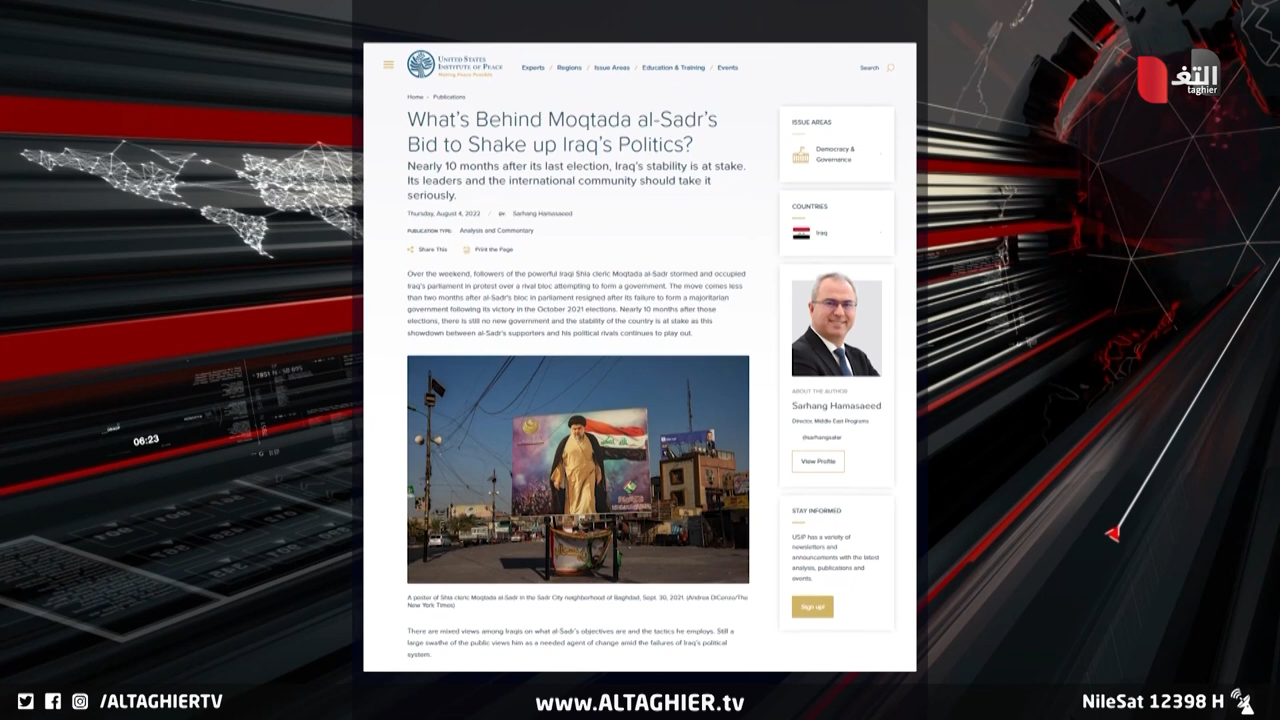 UNITED STATES
INSTITUTE OF PEACE
Making Peace Possible
Experts / Regions / Issue Areas / Education & Training / Events
Search
التغ
taghier
Home
Publications
What's Behind Moqtada al-Sadr's
Bid to Shake up Iraq's Politics?
Nearly 10 months after its last election, Iraq's stability is at stake.
Its leaders and the international community should take it
seriously.
Thursday, August 4, 2022 / BY: Sarhang Hamasaeed
PUBLICATION TYPE: Analysis and Commentary
Share This
Print the Page
Over the weekend, followers of the powerful Iraqi Shia cleric Moqtada al-Sadr stormed and occupied
Iraq's parliament in protest over a rival bloc attempting to form a government. The move comes less
than two months after al-Sadr's bloc in parliament resigned after its failure to form a majoritarian
government following its victory in the October 2021 elections. Nearly 10 months after those
elections, there is still no new government and the stability of the country is at stake as this
showdown between al-Sadr's supporters and his political rivals continues to play out.
A poster of Shia cleric Moqtada al-Sadr in the Sadr City neighborhood of Baghdad, Sept. 30, 2021. (Andrea DiCenzo/The
New York Times)
There are mixed views among Iraqis on what al-Sadr's objectives are and the tactics he employs. Still a
large swathe of the public views him as a needed agent of change amid the failures of Iraq's political
system.
ISSUE AREAS
Democracy &
Governance
COUNTRIES
Iraq
ABOUT THE AUTHOR
Sarhang Hamasaeed
Director, Middle East Programs
@sarhangsalar
View Profile
STAY INFORMED
USIP has a variety of
newsletters and
announcements with the latest
analysis, publications and
events.
Sign up!
7851 N - SD 895
00:23
/ALTAGHIERTV
www.ALTAGHIER.tv
NileSat 12398 H